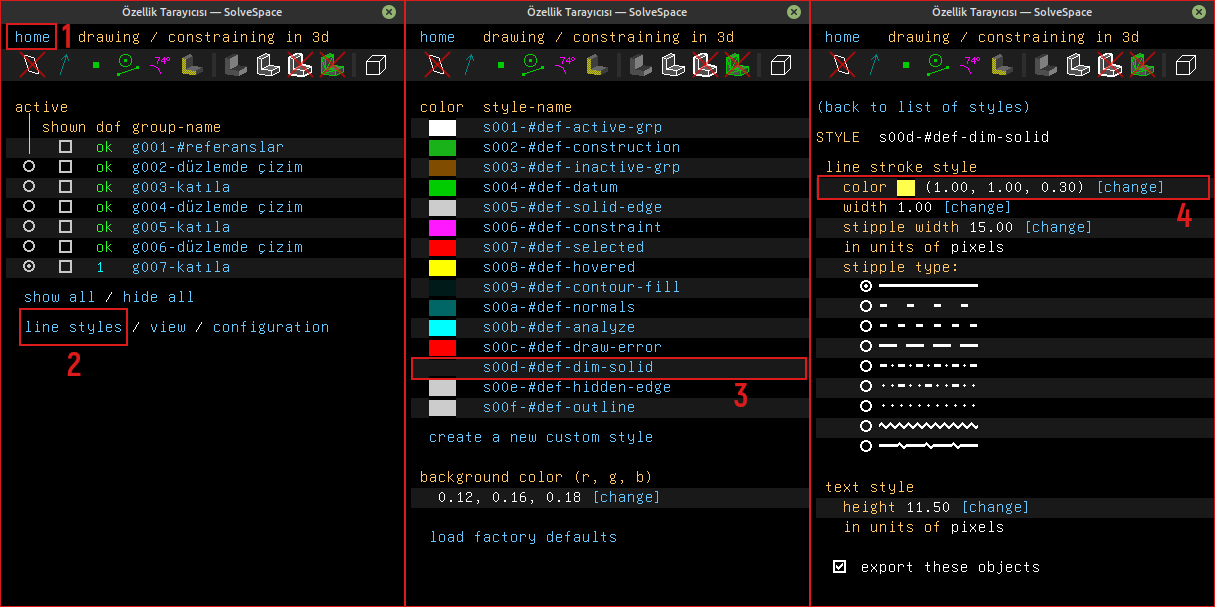 Özellik Tarayıcısı — SolveSpace
home 1 drawing / constraining in 3d
74°
active
shown dof group-name
ok g001-#referanslar
ok g002-düzlemde çizim
ok g003-katıla
ok g004-düzlemde çizim
ok g005-katıla
ok g006-düzlemde çizim
1 g007-katıla
show all / hide all
line styles / view / configuration
2
Özellik Tarayıcısı — SolveSpace
home drawing / constraining in 3d
74°
color style-name
s001-#def-active-grp
s002-#def-construction
s003-#def-inactive-grp
s004-#def-datum
s005-#def-solid-edge
s006-#def-constraint
s007-#def-selected
s008-#def-hovered
s009-#def-contour-fill
s00a-#def-normals
s00b-#def-analyze
s00c-#def-draw-error
s00d-#def-dim-solid
s00e-#def-hidden-edge
3
s00f-#def-outline
create a new custom style
background color (r, g, b)
0.12, 0.16, 0.18 [change]
load factory defaults
Özellik Tarayıcısı — SolveSpace
home drawing / constraining in 3d
74°
(back to list of styles)
STYLE s00d-#def-dim-solid
line stroke style
color (1.00, 1.00, 0.30) [change]
width 1.00 [change]
4
stipple width 15.00 [change]
in units of pixels
stipple type:
text style
height 11.50 [change]
in units of pixels
export these objects